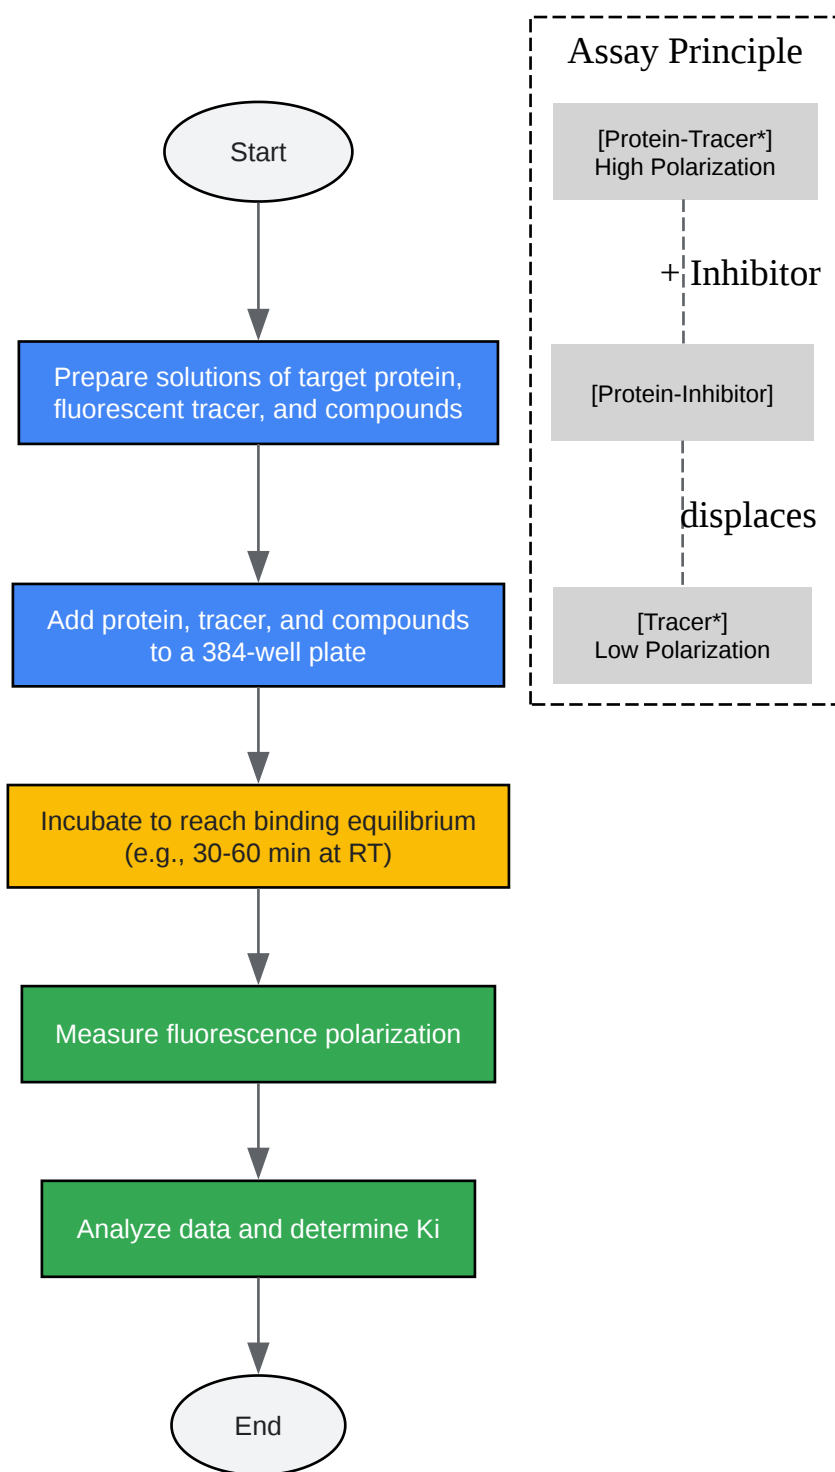 Start
Prepare solutions of target protein,
fluorescent tracer, and compounds
Add protein, tracer, and compounds
to a 384-well plate
Incubate to reach binding equilibrium
(e.g., 30-60 min at RT)
Measure fluorescence polarization
Analyze data and determine Ki
End
Assay Principle
[Protein-Tracer*]
High Polarization
+ Inhibitor
[Protein-Inhibitor]
displaces
[Tracer*]
Low Polarization